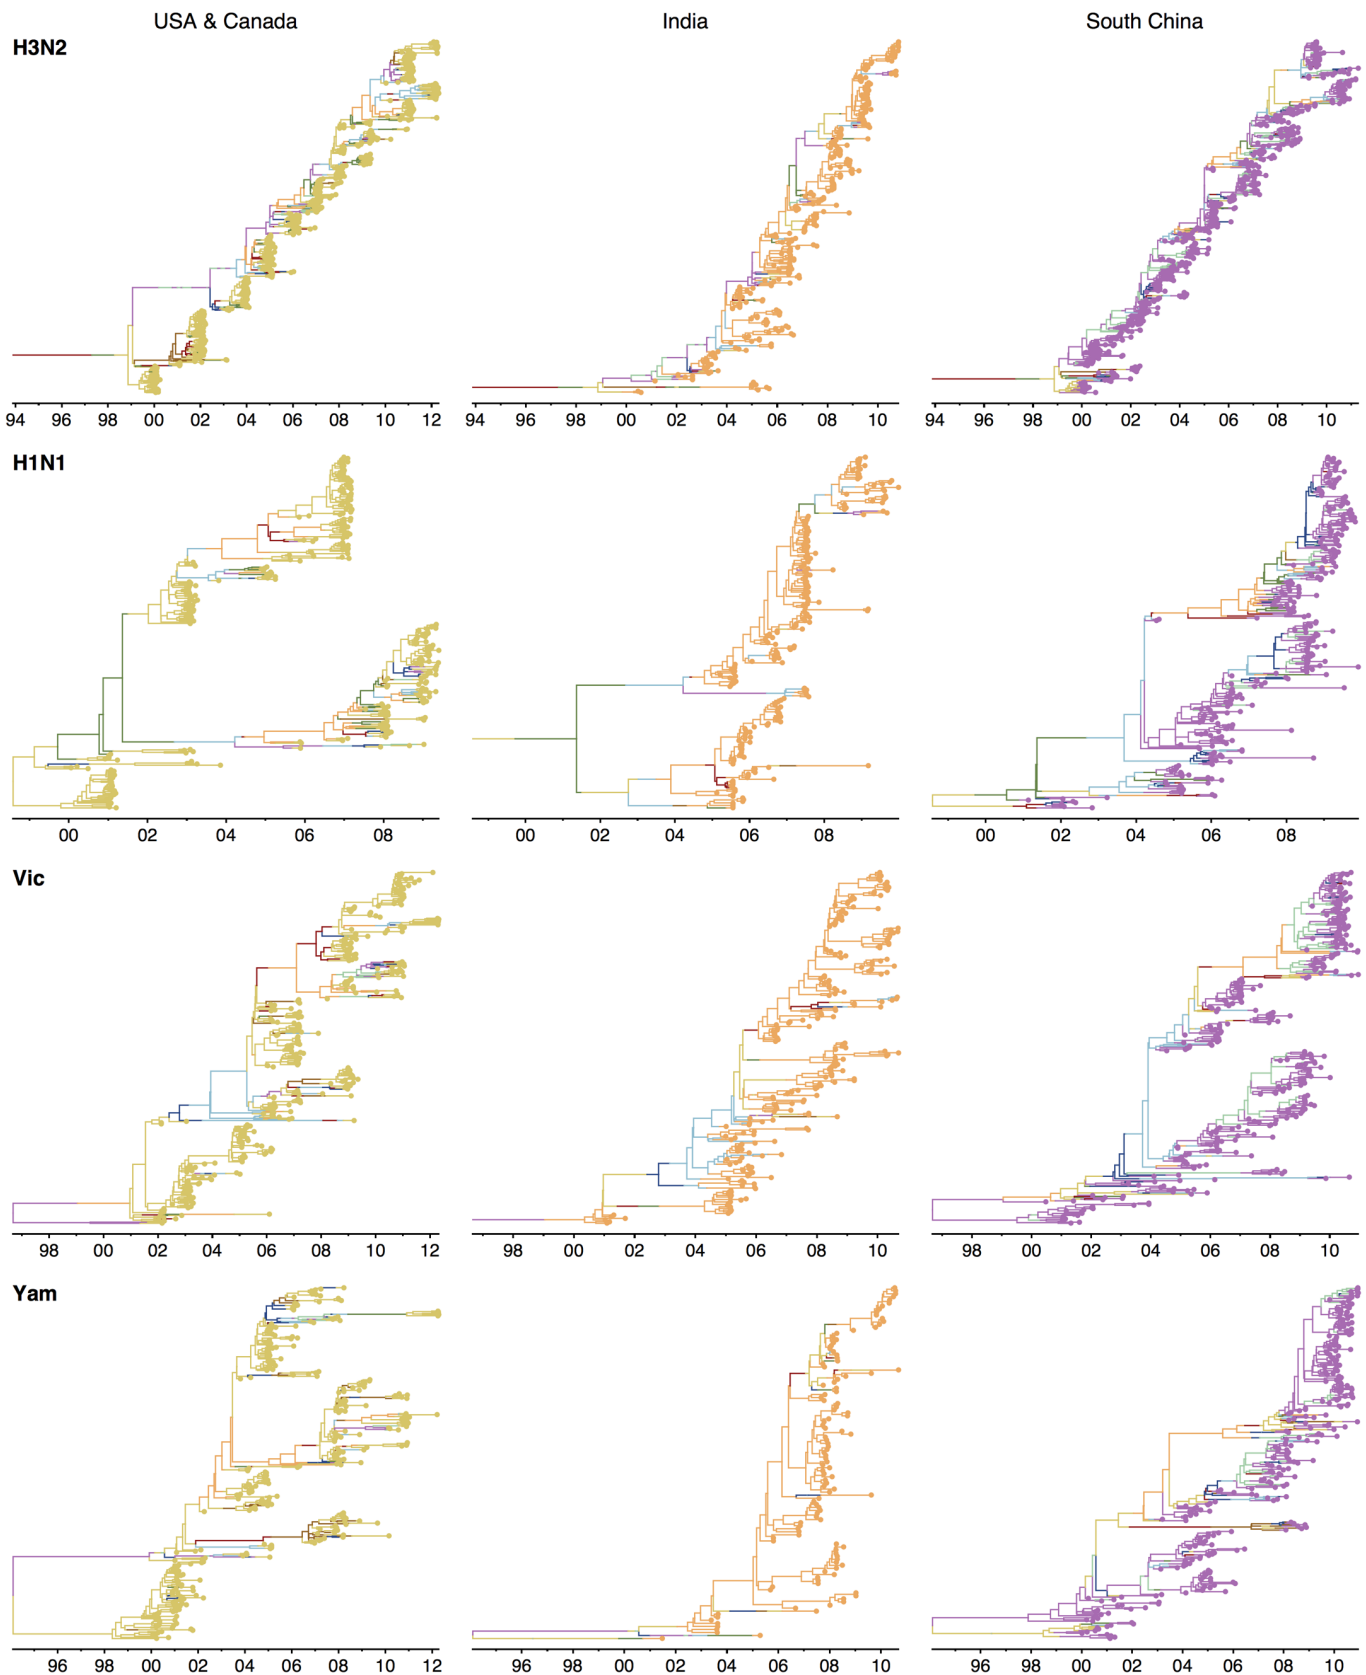 USA & Canada India South China
H3N2
94 96 98 00 02 04 06 08 10 12 94 96 98 00 02 04 06 08 10 94 96 98 00 02 04 06 08 10
H1N1
00 02 04 06 08 00 02 04 06 08 00 02 04 06 08
Vic
98 00 02 04 06 08 10 12 98 00 02 04 06 08 10 98 00 02 04 06 08 10
Yam
96 98 00 02 04 06 08 10 12 96 98 00 02 04 06 08 10 96 98 00 02 04 06 08 10